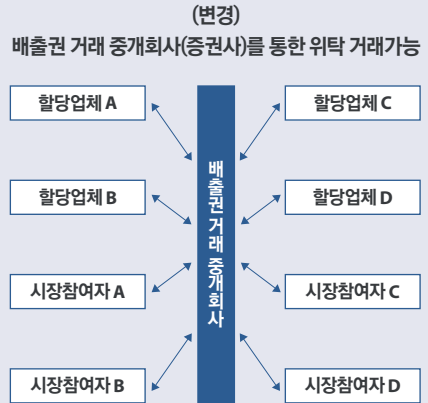 (변경)
배출권 거래 중개회사(증권사)를 통한 위탁 거래가능
할당업체 A
할당업체 C
할당업체 B
할당업체 D
배출권 거래 중개회사
시장참여자 A
시장참여자 C
시장참여자 B
시장참여자 D